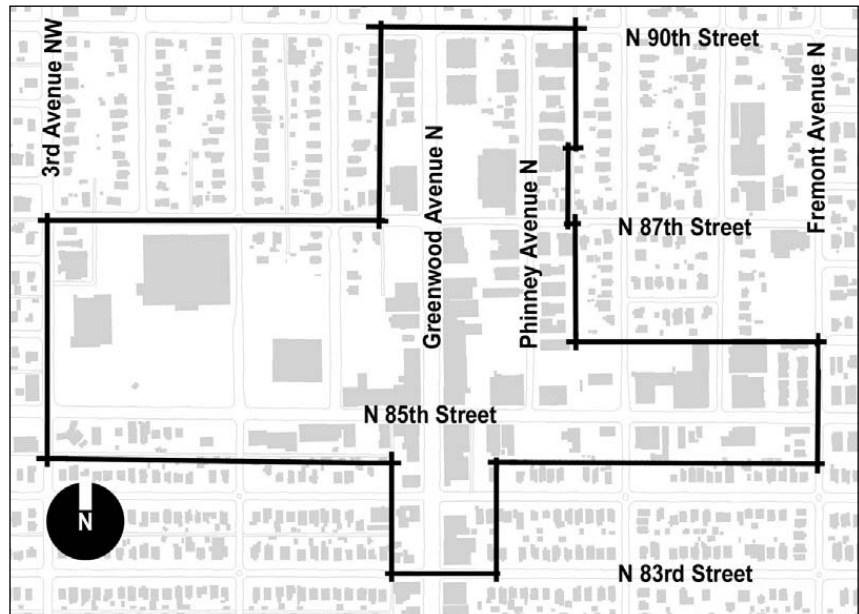 3rd Avenue NW
N 90th Street
Fremont Avenue N
Greenwood Avenue N
Phinney Avenue N
N 87th Street
N 85th Street
N
N 83rd Street